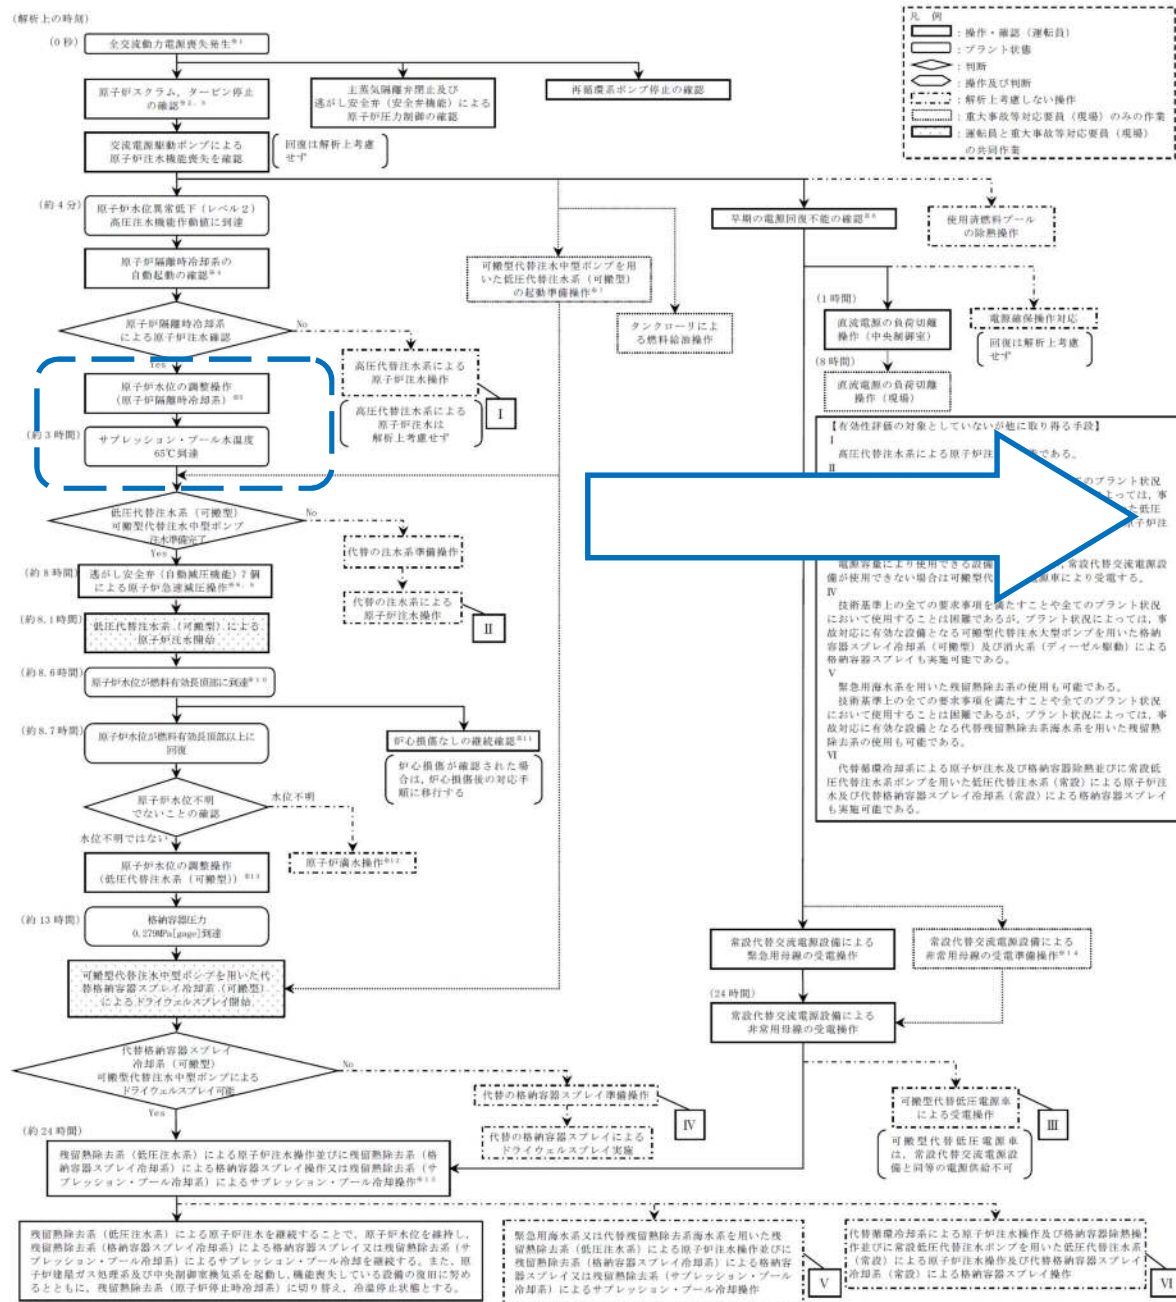 (解析上の時刻)
(0秒)
全交流動力電源喪失発生※1
原子炉スクラム、タービン停止
の確認※2,3
主蒸気隔離弁閉止及び
逃がし安全弁(安全弁機能)による
原子炉圧力制御の確認
再循環系ポンプ停止の確認
交流電源駆動ポンプによる
原子炉注水機能喪失を確認
回復は解析上考慮
せず
凡 例
:操作・確認(運転員)
:プラント状態
:判断
:操作及び判断
:解析上考慮しない操作
:重大事故等対応要員(現場)のみの作業
:運転員と重大事故等対応要員(現場)
の共同作業
(約4分)
原子炉水位異常低下(レベル2)
高圧注水機能作動値に到達
原子炉隔離時冷却系の
自動起動の確認※4
原子炉隔離時冷却系
による原子炉注水確認
No
Yes
高圧代替注水系による
原子炉注水操作
Ⅰ
高圧代替注水系による
原子炉注水は
解析上考慮せず
可搬型代替注水中型ポンプを用
いた低圧代替注水系(可搬型)
の起動準備操作※7
タンクローリによ
る燃料給油操作
早期の電源回復不能の確認※6
使用済燃料プール
の除熱操作
(1時間)
直流電源の負荷切離
操作(中央制御室)
(8時間)
直流電源の負荷切離
操作(現場)
電源確保操作対応
回復は解析上考慮
せず
原子炉水位の調整操作
(原子炉隔離時冷却系)※5
(約3時間)
サプレッション・プール水温度
65℃到達
低圧代替注水系(可搬型)
可搬型代替注水中型ポンプ
注水準備完了
No
Yes
代替の注水系準備操作
代替の注水系による
原子炉注水操作
Ⅱ
(約8時間)
逃がし安全弁(自動減圧機能)7個
による原子炉急速減圧操作※8,9
(約8.1時間)
低圧代替注水系(可搬型)による
原子炉注水開始
(約8.6時間)
原子炉水位が燃料有効長頂部に到達※10
(約8.7時間)
原子炉水位が燃料有効長頂部以上に
回復
炉心損傷なしの継続確認※11
炉心損傷が確認された場
合は、炉心損傷後の対応手
順に移行する
原子炉水位不明
でないことの確認
水位不明
水位不明ではない
原子炉満水操作※12
原子炉水位の調整操作
(低圧代替注水系(可搬型))※13
(約13時間)
格納容器圧力
0.279MPa[gage]到達
可搬型代替注水中型ポンプを用いた代
替格納容器スプレイ冷却系(可搬型)
によるドライウェルスプレイ開始
代替格納容器スプレイ
冷却系(可搬型)
可搬型代替注水中型ポンプによる
ドライウェルスプレイ可能
No
Yes
代替の格納容器スプレイ準備操作
代替の格納容器スプレイによる
ドライウェルスプレイ実施
Ⅳ
【有効性評価の対象としていないが他に取り得る手段】
Ⅰ
高圧代替注水系による原子炉注
能である。
Ⅱ
てのプラント状況
よっては、事
た低圧
原子炉注
電源容量により使用できる設備
、常設代替交流電源設
備が使用できない場合は可搬型代
電源車により受電する。
Ⅳ
技術基準上の全ての要求事項を満たすことや全てのプラント状況
において使用することは困難であるが、プラント状況によっては、事
故対応に有効な設備となる可搬型代替注水大型ポンプを用いた格納
容器スプレイ冷却系(可搬型)及び消火系(ディーゼル駆動)による
格納容器スプレイも実施可能である。
Ⅴ
緊急用海水系を用いた残留熱除去系の使用も可能である。
技術基準上の全ての要求事項を満たすことや全てのプラント状況
において使用することは困難であるが、プラント状況によっては、
事故対応に有効な設備となる代替残留熱除去系海水系を用いた残留熱
除去系の使用も可能である。
Ⅵ
代替循環冷却系による原子炉注水及び格納容器除熱並びに常設低
圧代替注水系ポンプを用いた低圧代替注水系(常設)による原子炉注
水及び代替格納容器スプレイ冷却系(常設)による格納容器スプレイ
も実施可能である。
常設代替交流電源設備による
緊急用母線の受電操作
常設代替交流電源設備による
非常用母線の受電準備操作※14
(24時間)
常設代替交流電源設備による
非常用母線の受電操作
可搬型代替低圧電源車
による受電操作
Ⅲ
可搬型代替低圧電源車
は、常設代替交流電源設
備と同等の電源供給不可
(約24時間)
残留熱除去系(低圧注水系)による原子炉注水操作並びに残留熱除去系(格
納容器スプレイ冷却系)による格納容器スプレイ操作又は残留熱除去系(サ
プレッション・プール冷却系)によるサプレッション・プール冷却操作※15
残留熱除去系(低圧注水系)による原子炉注水を継続することで、原子炉水位を維持し、
残留熱除去系(格納容器スプレイ冷却系)による格納容器スプレイ又は残留熱除去系(サ
プレッション・プール冷却系)によるサプレッション・プール冷却を継続する。また、原
子炉建屋ガス処理系及び中央制御室換気系を起動し、機能喪失している設備の復旧に努め
るとともに、残留熱除去系(原子炉停止時冷却系)に切り替え、冷温停止状態とする。
緊急用海水系又は代替残留熱除去系海水系を用いた残
留熱除去系(低圧注水系)による原子炉注水操作並びに
残留熱除去系(格納容器スプレイ冷却系)による格納容
器スプレイ又は残留熱除去系(サプレッション・プール
冷却系)によるサプレッション・プール冷却操作
Ⅴ
代替循環冷却系による原子炉注水操作及び格納容器除熱操
作並びに常設低圧代替注水系ポンプを用いた低圧代替注水系
(常設)による原子炉注水操作及び代替格納容器スプレイ
冷却系(常設)による格納容器スプレイ操作
Ⅵ